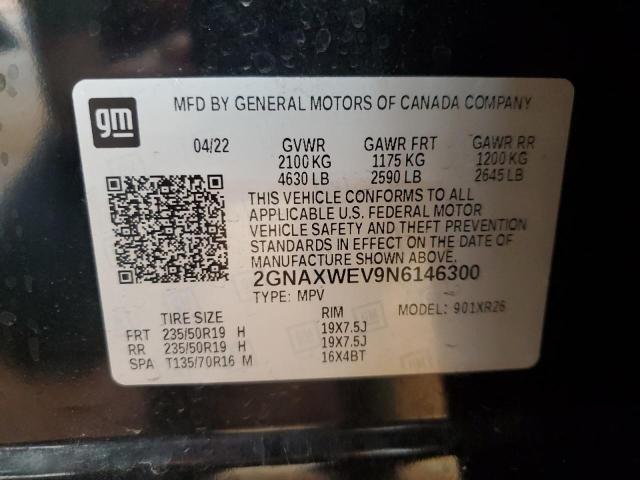 gm
MFD BY GENERAL MOTORS OF CANADA COMPANY
04/22 GVWR GAWR FRT GAWR RR
2100 KG 1175 KG 1200 KG
4630 LB 2590 LB 2645 LB
THIS VEHICLE CONFORMS TO ALL
APPLICABLE U.S. FEDERAL MOTOR
VEHICLE SAFETY AND THEFT PREVENTION
STANDARDS IN EFFECT ON THE DATE OF
MANUFACTURE SHOWN ABOVE.
2GNAXWEV9N6146300
TYPE: MPV MODEL: 901XR26
TIRE SIZE RIM
FRT 235/50R19 H 19X7.5J
RR 235/50R19 H 19X7.5J
SPA T135/70R16 M 16X4BT